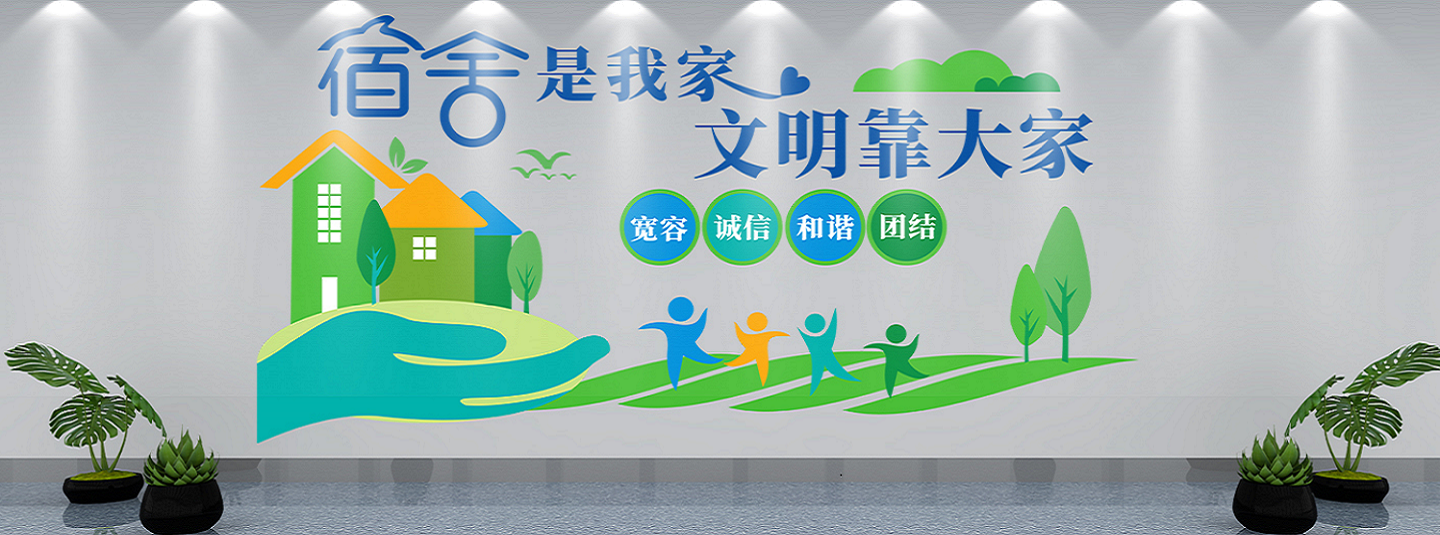 宿舍是我家
文明靠大家
宽容 诚信 和谐 团结